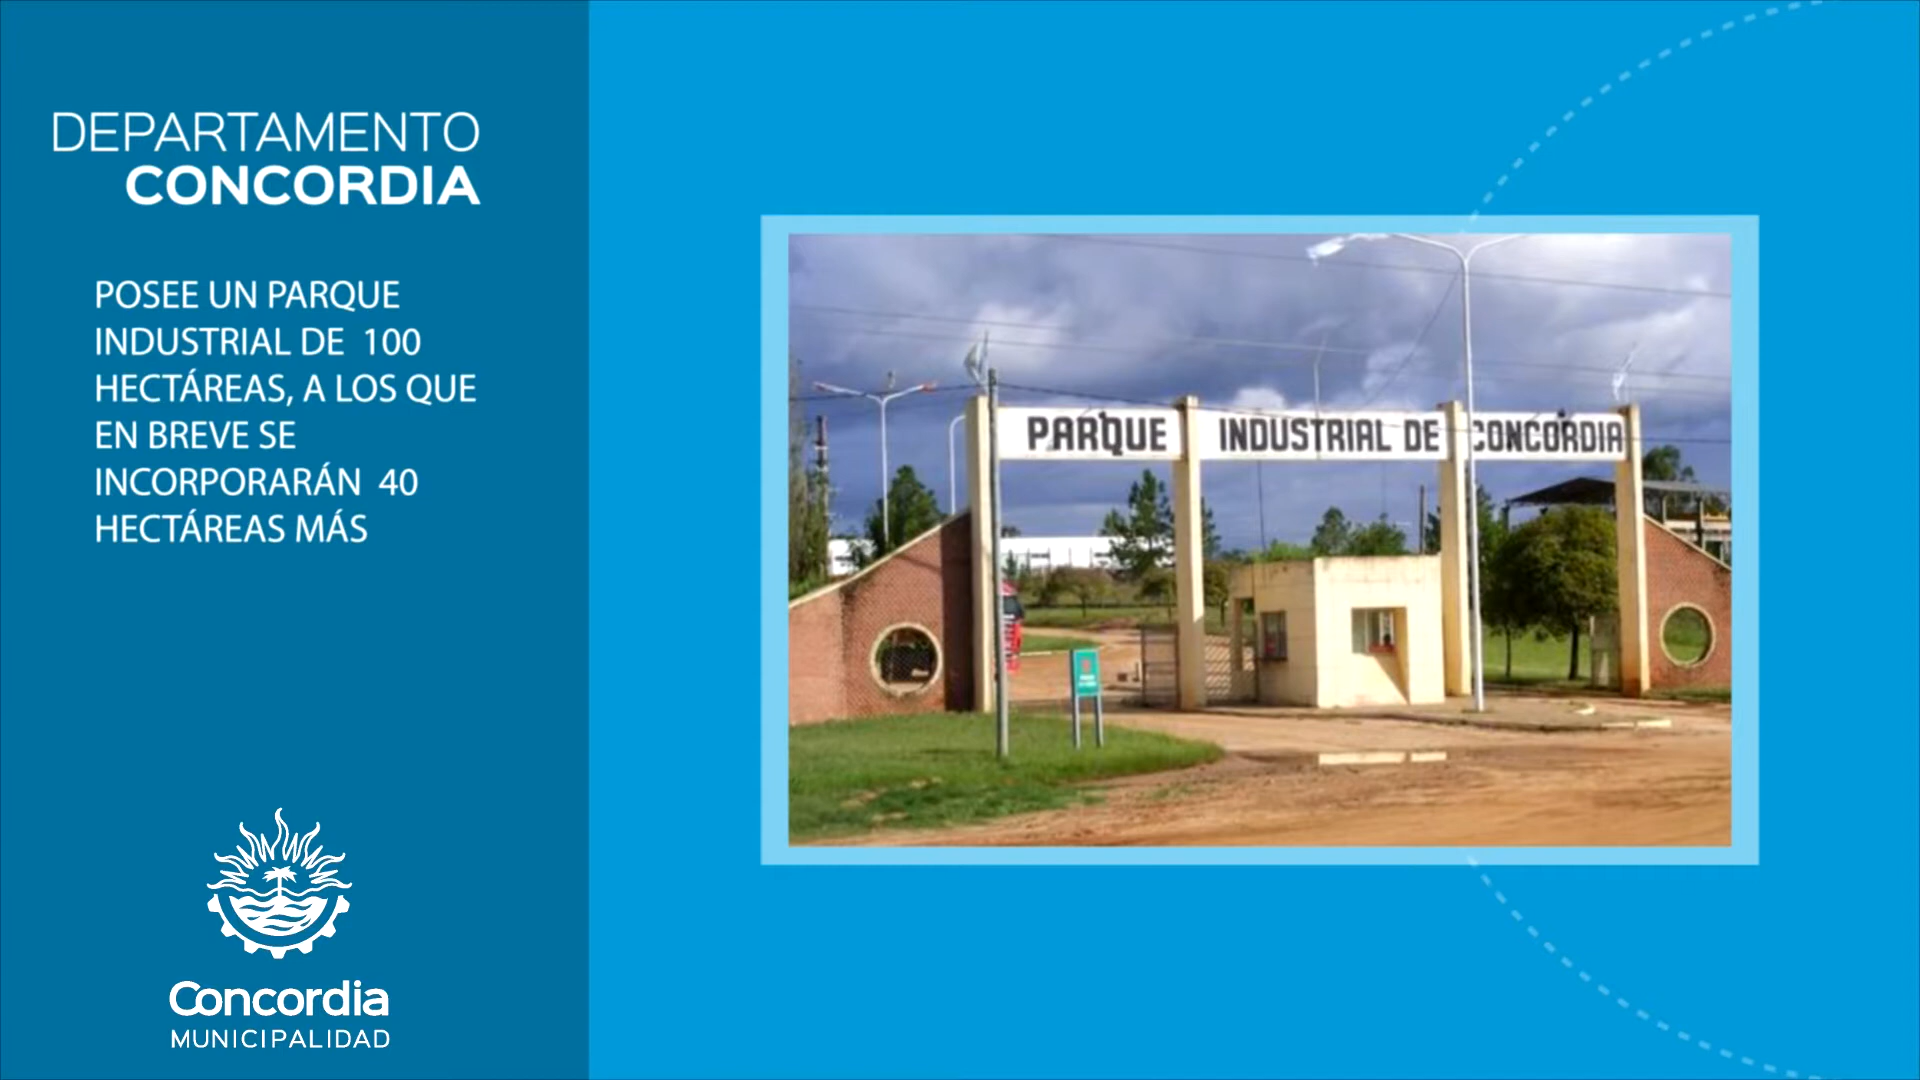 DEPARTAMENTO
CONCORDIA
POSEE UN PARQUE
INDUSTRIAL DE 100
HECTÁREAS, A LOS QUE
EN BREVE SE
INCORPORARÁN 40
HECTÁREAS MÁS
Concordia
MUNICIPALIDAD
PARQUE INDUSTRIAL DE CONCORDIA